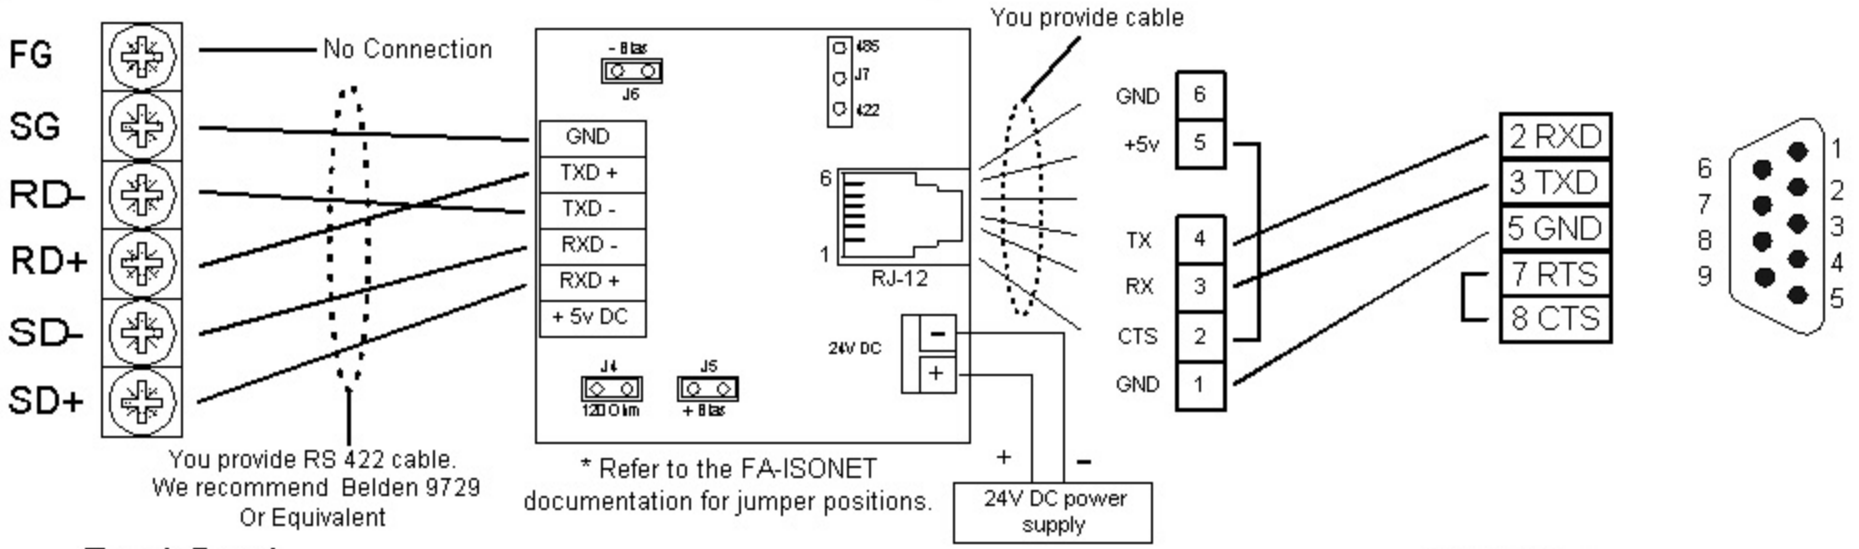 FG
SG
RD-
RD+
SD-
SD+
No Connection
You provide RS 422 cable.
We recommend Belden 9729
Or Equivalent
- Bias
J6
485
J7
422
GND
TXD +
TXD -
RXD -
RXD +
+ 5v DC
6
1
RJ-12
24V DC
-
+
J4
120 Ohm
J5
+ Bias
* Refer to the FA-ISONET
documentation for jumper positions.
You provide cable
+
-
24V DC power
supply
GND 6
+5v 5
TX 4
RX 3
CTS 2
GND 1
2 RXD
3 TXD
5 GND
7 RTS
8 CTS
6
7
8
9
1
2
3
4
5